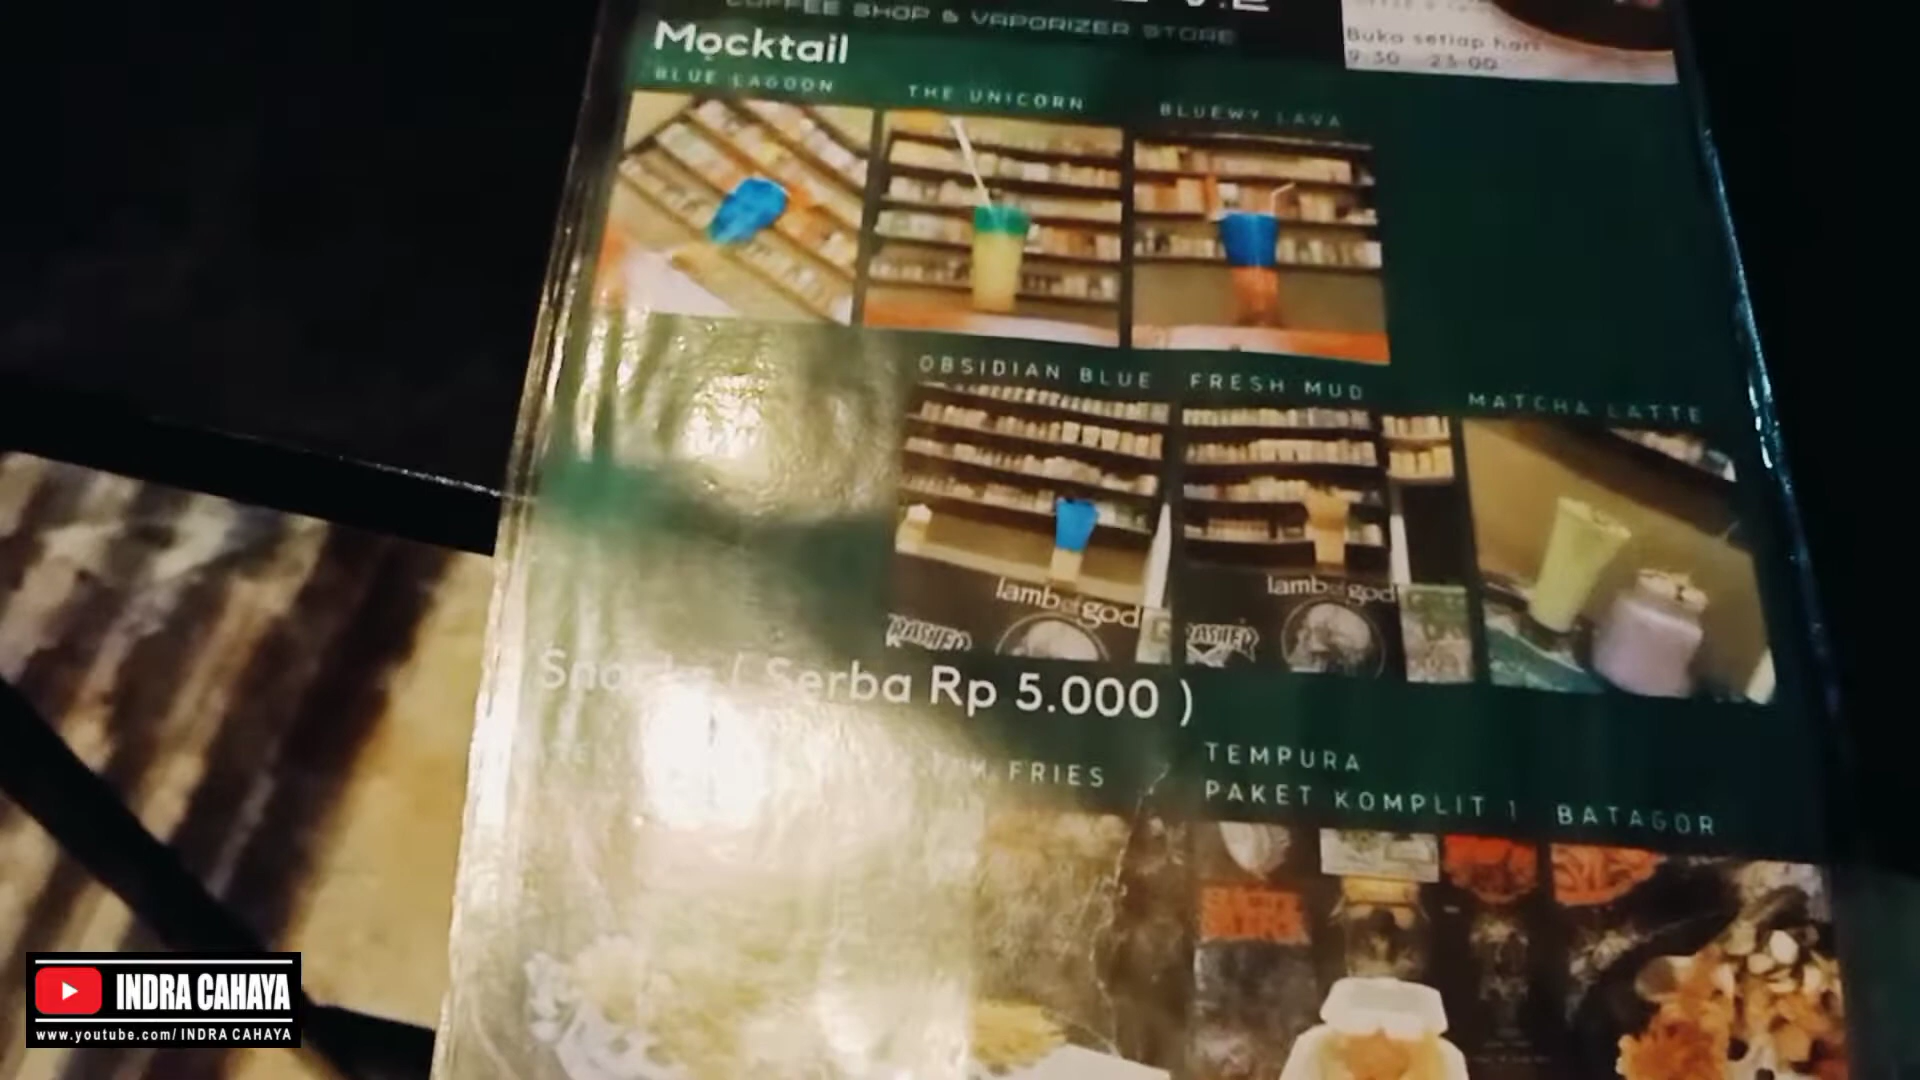 COFFEE SHOP & VAPORIZER STORE
Buka setiap hari
9:30 23:00
Mocktail
BLUE LAGOON
THE UNICORN
BLUEWY LAVA
OBSIDIAN BLUE
FRESH MUD
MATCHA LATTE
lamb of god
lamb of god
Serba Rp 5.000 )
FRIES
TEMPURA
PAKET KOMPLIT 1
BATAGOR
INDRA CAHAYA
www.youtube.com/ INDRA CAHAYA